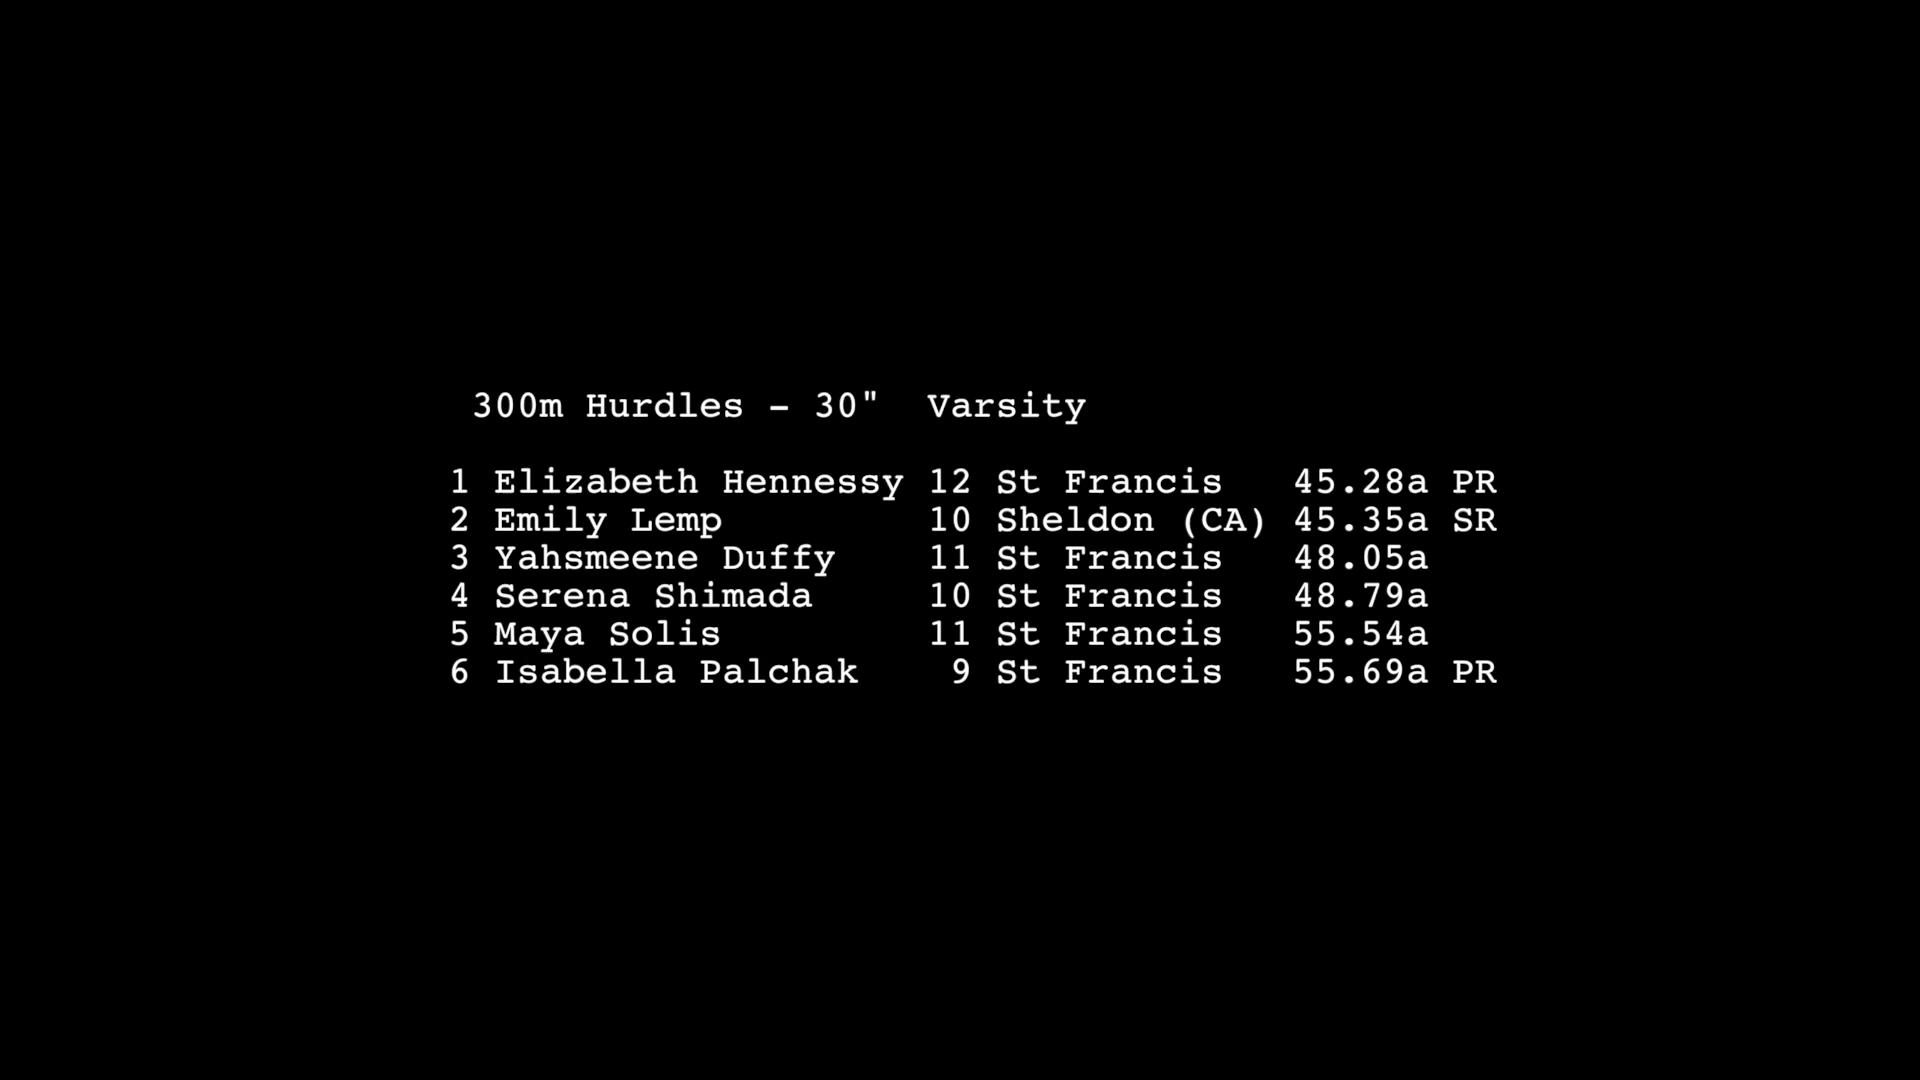 300m Hurdles – 30" Varsity
1 Elizabeth Hennessy 12 St Francis 45.28a PR
2 Emily Lemp 10 Sheldon (CA) 45.35a SR
3 Yahsmeene Duffy 11 St Francis 48.05a
4 Serena Shimada 10 St Francis 48.79a
5 Maya Solis 11 St Francis 55.54a
6 Isabella Palchak 9 St Francis 55.69a PR